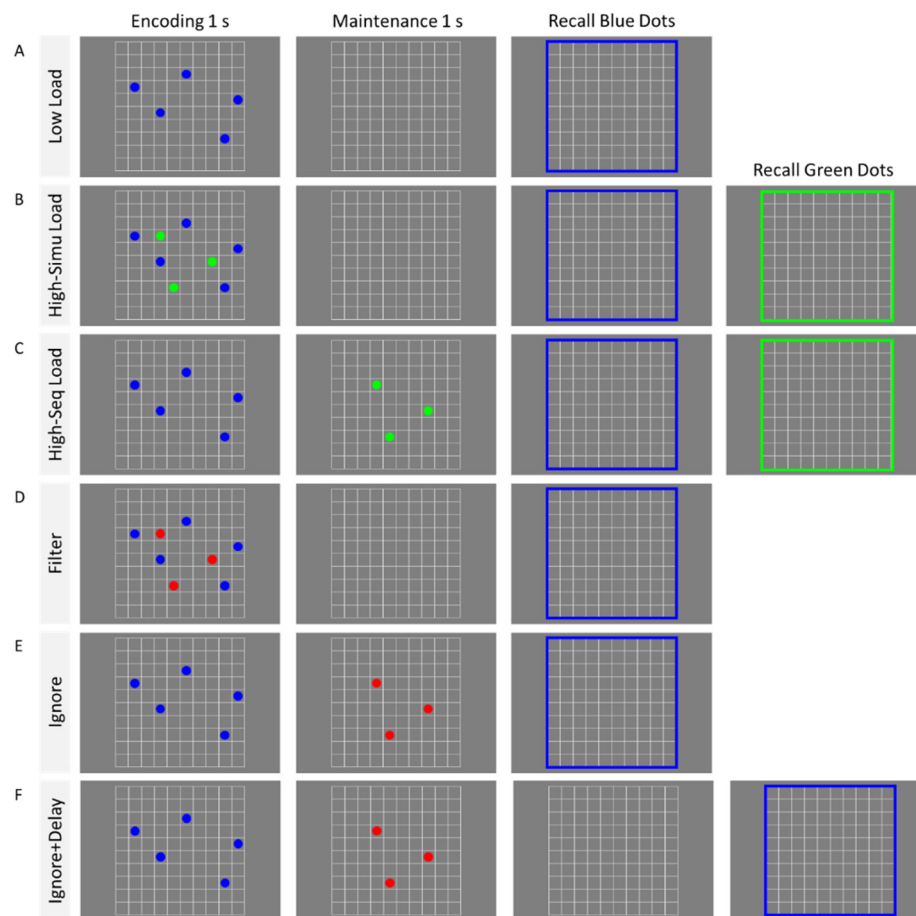 Encoding 1 s Maintenance 1 s Recall Blue Dots
A Low Load
Recall Green Dots
B High-Simu Load
C High-Seq Load
D Filter
E Ignore
F Ignore+Delay